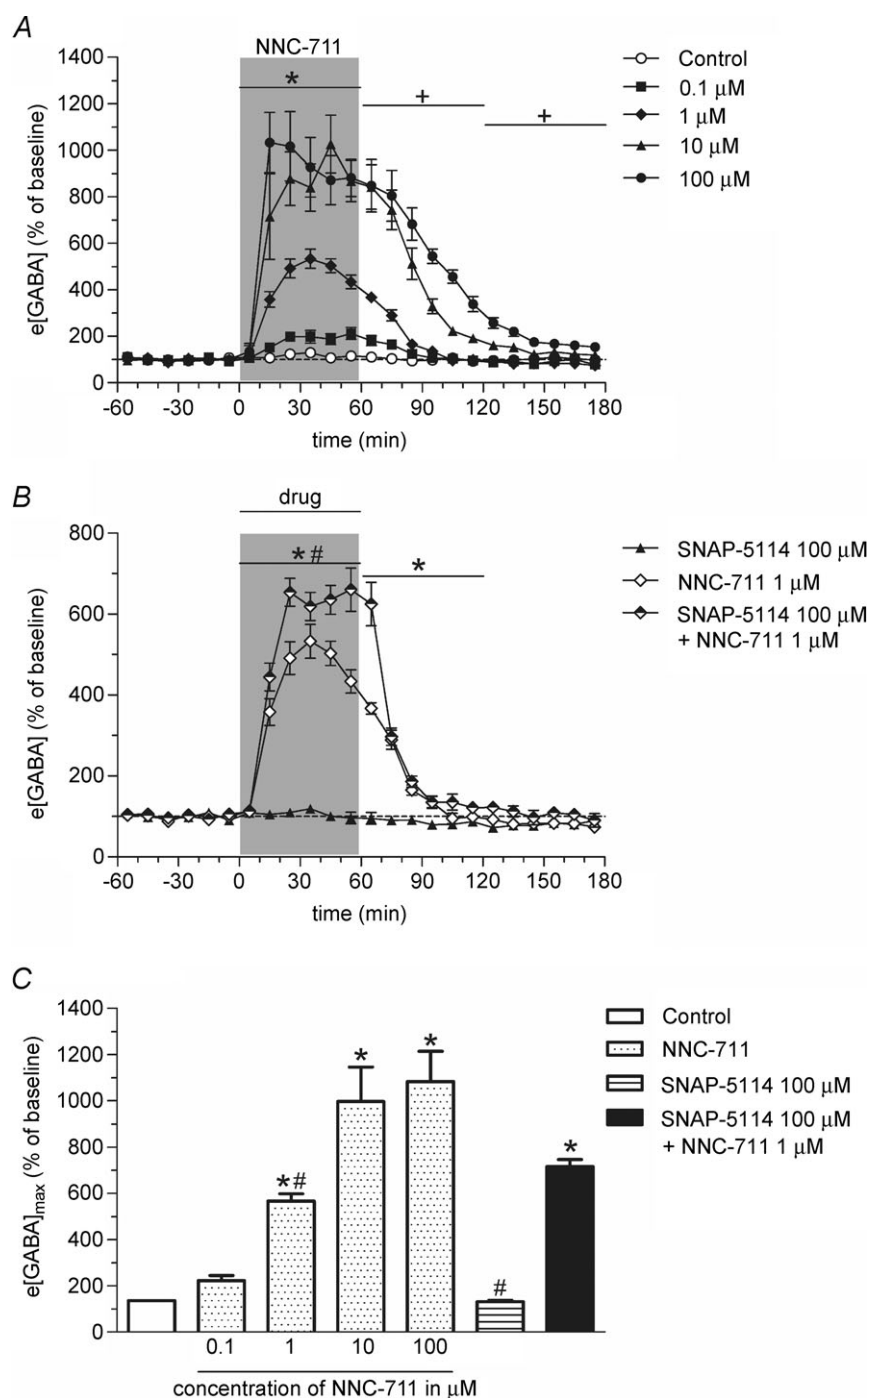 A
NNC-711
*
+
+
Control
0.1 μM
1 μM
10 μM
100 μM
1400
1200
1000
800
600
400
200
100
0
e[GABA] (% of baseline)
-60 -30 0 30 60 90 120 150 180
time (min)
B
drug
* #
*
SNAP-5114 100 μM
NNC-711 1 μM
SNAP-5114 100 μM
+ NNC-711 1 μM
800
600
400
200
100
0
e[GABA] (% of baseline)
-60 -30 0 30 60 90 120 150 180
time (min)
C
Control
NNC-711
SNAP-5114 100 μM
SNAP-5114 100 μM
+ NNC-711 1 μM
1400
1200
1000
800
600
400
200
0
e[GABA]max (% of baseline)
*#
*
*
#
*
0.1 1 10 100
concentration of NNC-711 in μM